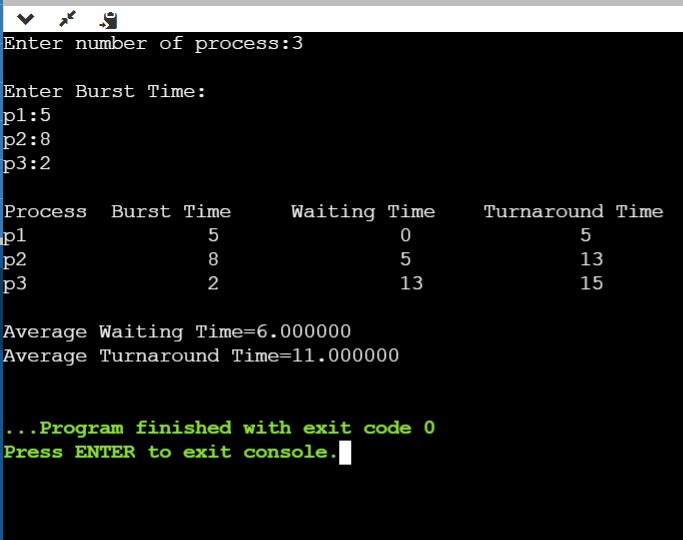 Enter number of process:3
Enter Burst Time:
p1:5
p2:8
p3:2
Process Burst Time Waiting Time Turnaround Time
p1 5 0 5
p2 8 5 13
p3 2 13 15
Average Waiting Time=6.000000
Average Turnaround Time=11.000000
...Program finished with exit code 0
Press ENTER to exit console.